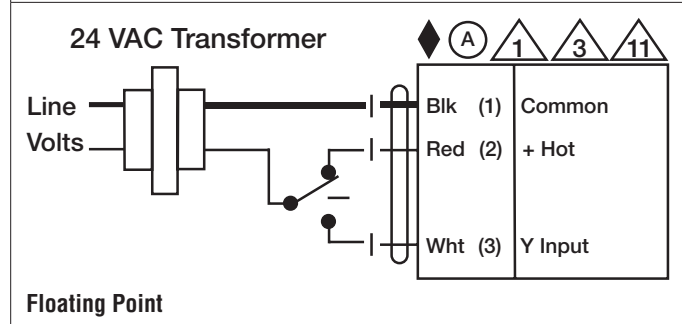 24 VAC Transformer
A 1 3 11
Line
Volts
Blk (1) Common
Red (2) + Hot
Wht (3) Y Input
Floating Point